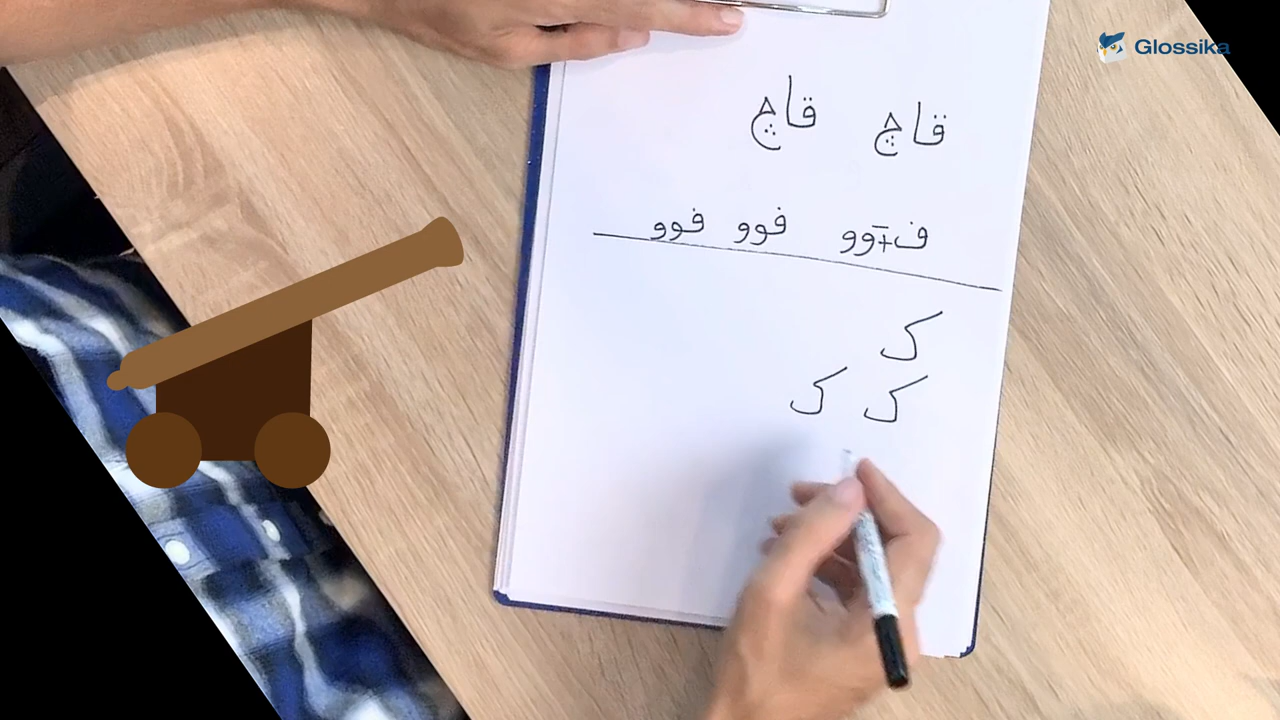 Glossika
قاچ قاچ
ف+وو فوو فوو
ک
ک ک